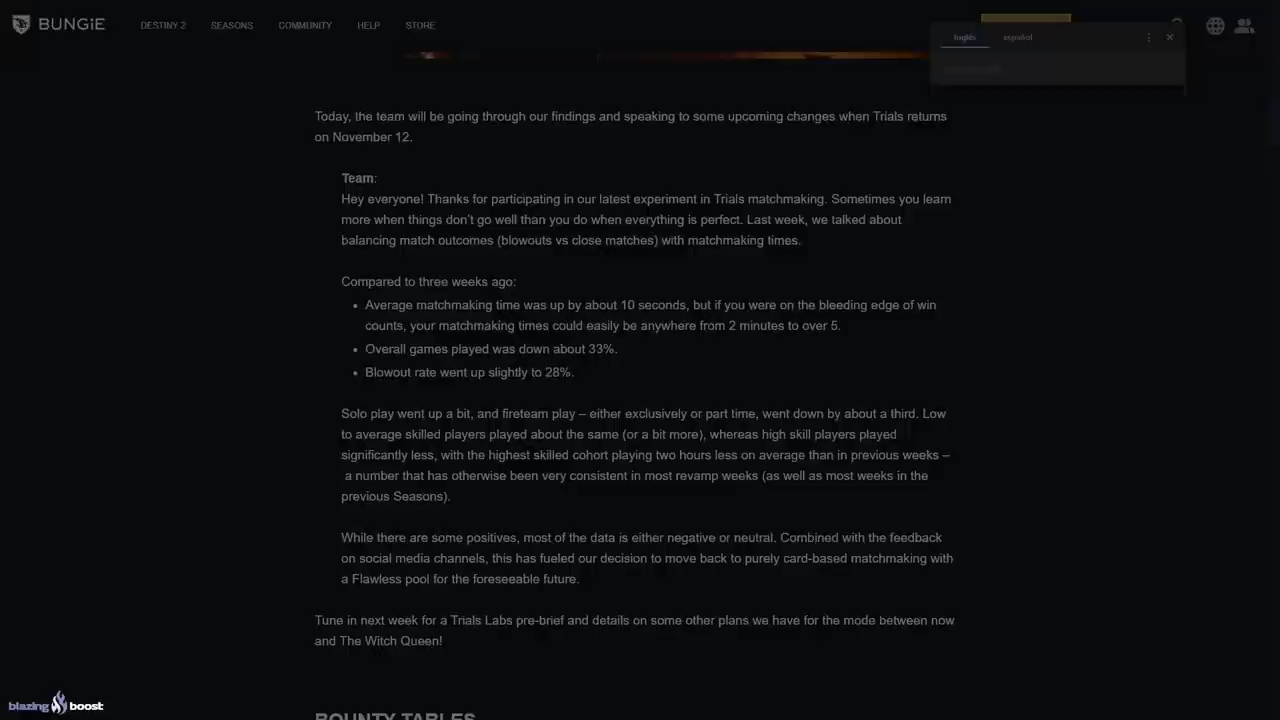 BUNGiE
DESTINY 2 SEASONS COMMUNITY HELP STORE
Inglés español
Today, the team will be going through our findings and speaking to some upcoming changes when Trials returns
on November 12.
Team:
Hey everyone! Thanks for participating in our latest experiment in Trials matchmaking. Sometimes you learn
more when things don't go well than you do when everything is perfect. Last week, we talked about
balancing match outcomes (blowouts vs close matches) with matchmaking times.
Compared to three weeks ago:
• Average matchmaking time was up by about 10 seconds, but if you were on the bleeding edge of win
counts, your matchmaking times could easily be anywhere from 2 minutes to over 5.
• Overall games played was down about 33%.
• Blowout rate went up slightly to 28%.
Solo play went up a bit, and fireteam play – either exclusively or part time, went down by about a third. Low
to average skilled players played about the same (or a bit more), whereas high skill players played
significantly less, with the highest skilled cohort playing two hours less on average than in previous weeks –
a number that has otherwise been very consistent in most revamp weeks (as well as most weeks in the
previous Seasons).
While there are some positives, most of the data is either negative or neutral. Combined with the feedback
on social media channels, this has fueled our decision to move back to purely card-based matchmaking with
a Flawless pool for the foreseeable future.
Tune in next week for a Trials Labs pre-brief and details on some other plans we have for the mode between now
and The Witch Queen!
BOUNTY TABLES
blazing boost